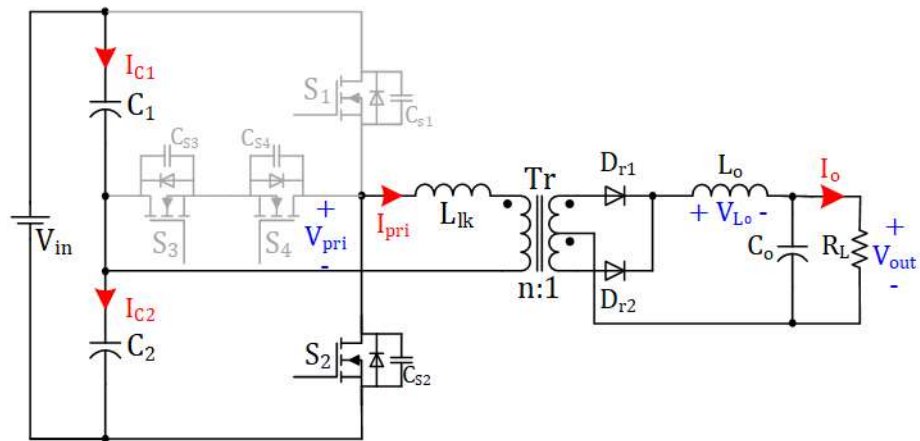 I_C1
C_1
S_1
C_s1
C_S3
C_S4
S_3
S_4
V_in
+
V_pri
-
I_pri
L_lk
Tr
n:1
D_r1
D_r2
L_o
+ V_Lo -
I_o
C_o
R_L
+
V_out
-
I_C2
C_2
S_2
C_S2